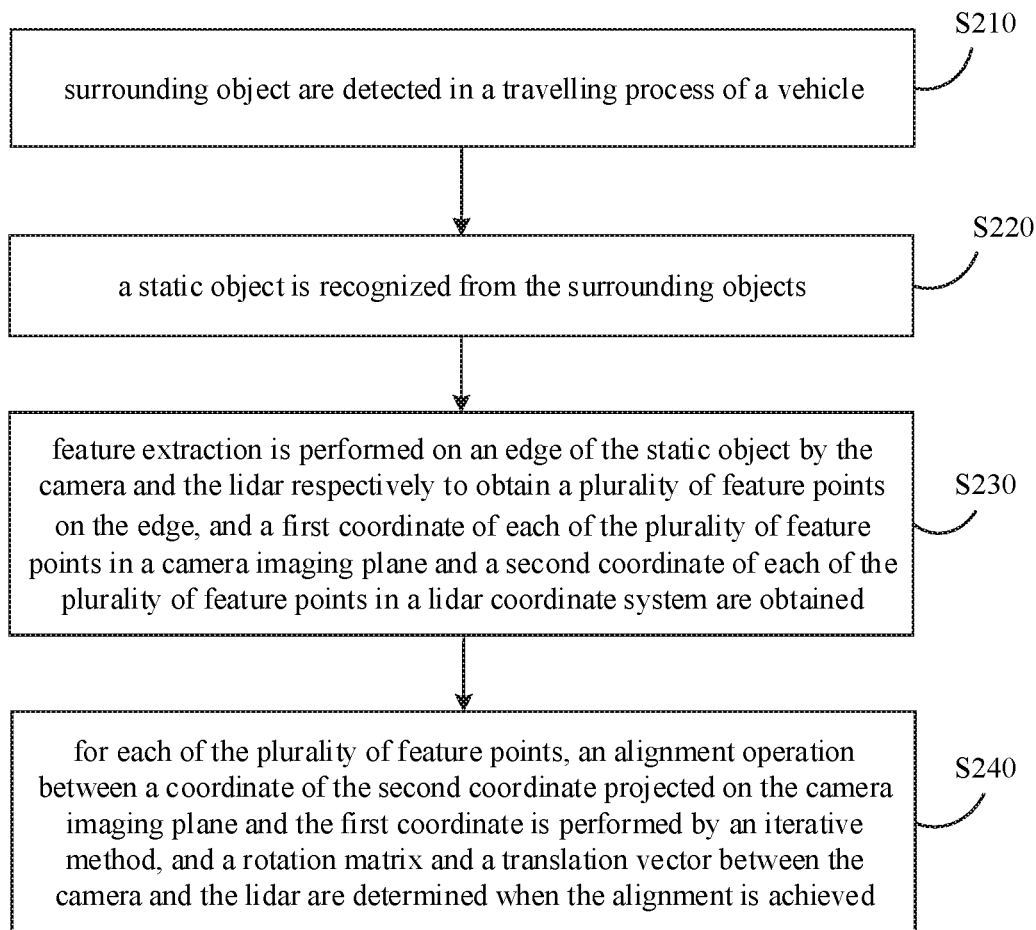 S210
surrounding object are detected in a travelling process of a vehicle
S220
a static object is recognized from the surrounding objects
feature extraction is performed on an edge of the static object by the
camera and the lidar respectively to obtain a plurality of feature points
S230
on the edge, and a first coordinate of each of the plurality of feature
points in a camera imaging plane and a second coordinate of each of the
plurality of feature points in a lidar coordinate system are obtained
for each of the plurality of feature points, an alignment operation
S240
between a coordinate of the second coordinate projected on the camera
imaging plane and the first coordinate is performed by an iterative
method, and a rotation matrix and a translation vector between the
camera and the lidar are determined when the alignment is achieved